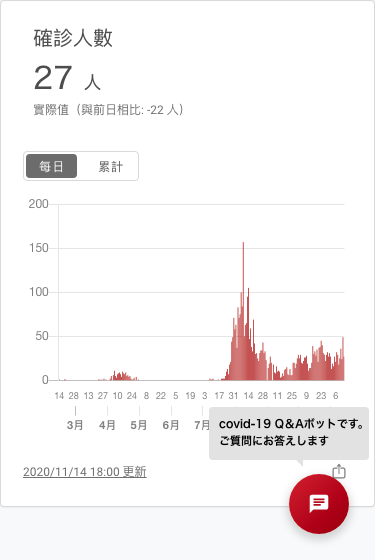 確診人數
27 人
實際值（與前日相比: -22 人）
每日 累計
200
150
100
50
0
14 28 13 27 10 24 8 22 5 19 3 17 31 14 28 11 25 9 23 6
3月 4月 5月 6月 7月
covid-19 Q&Aボットです。
ご質問にお答えします
2020/11/14 18:00 更新